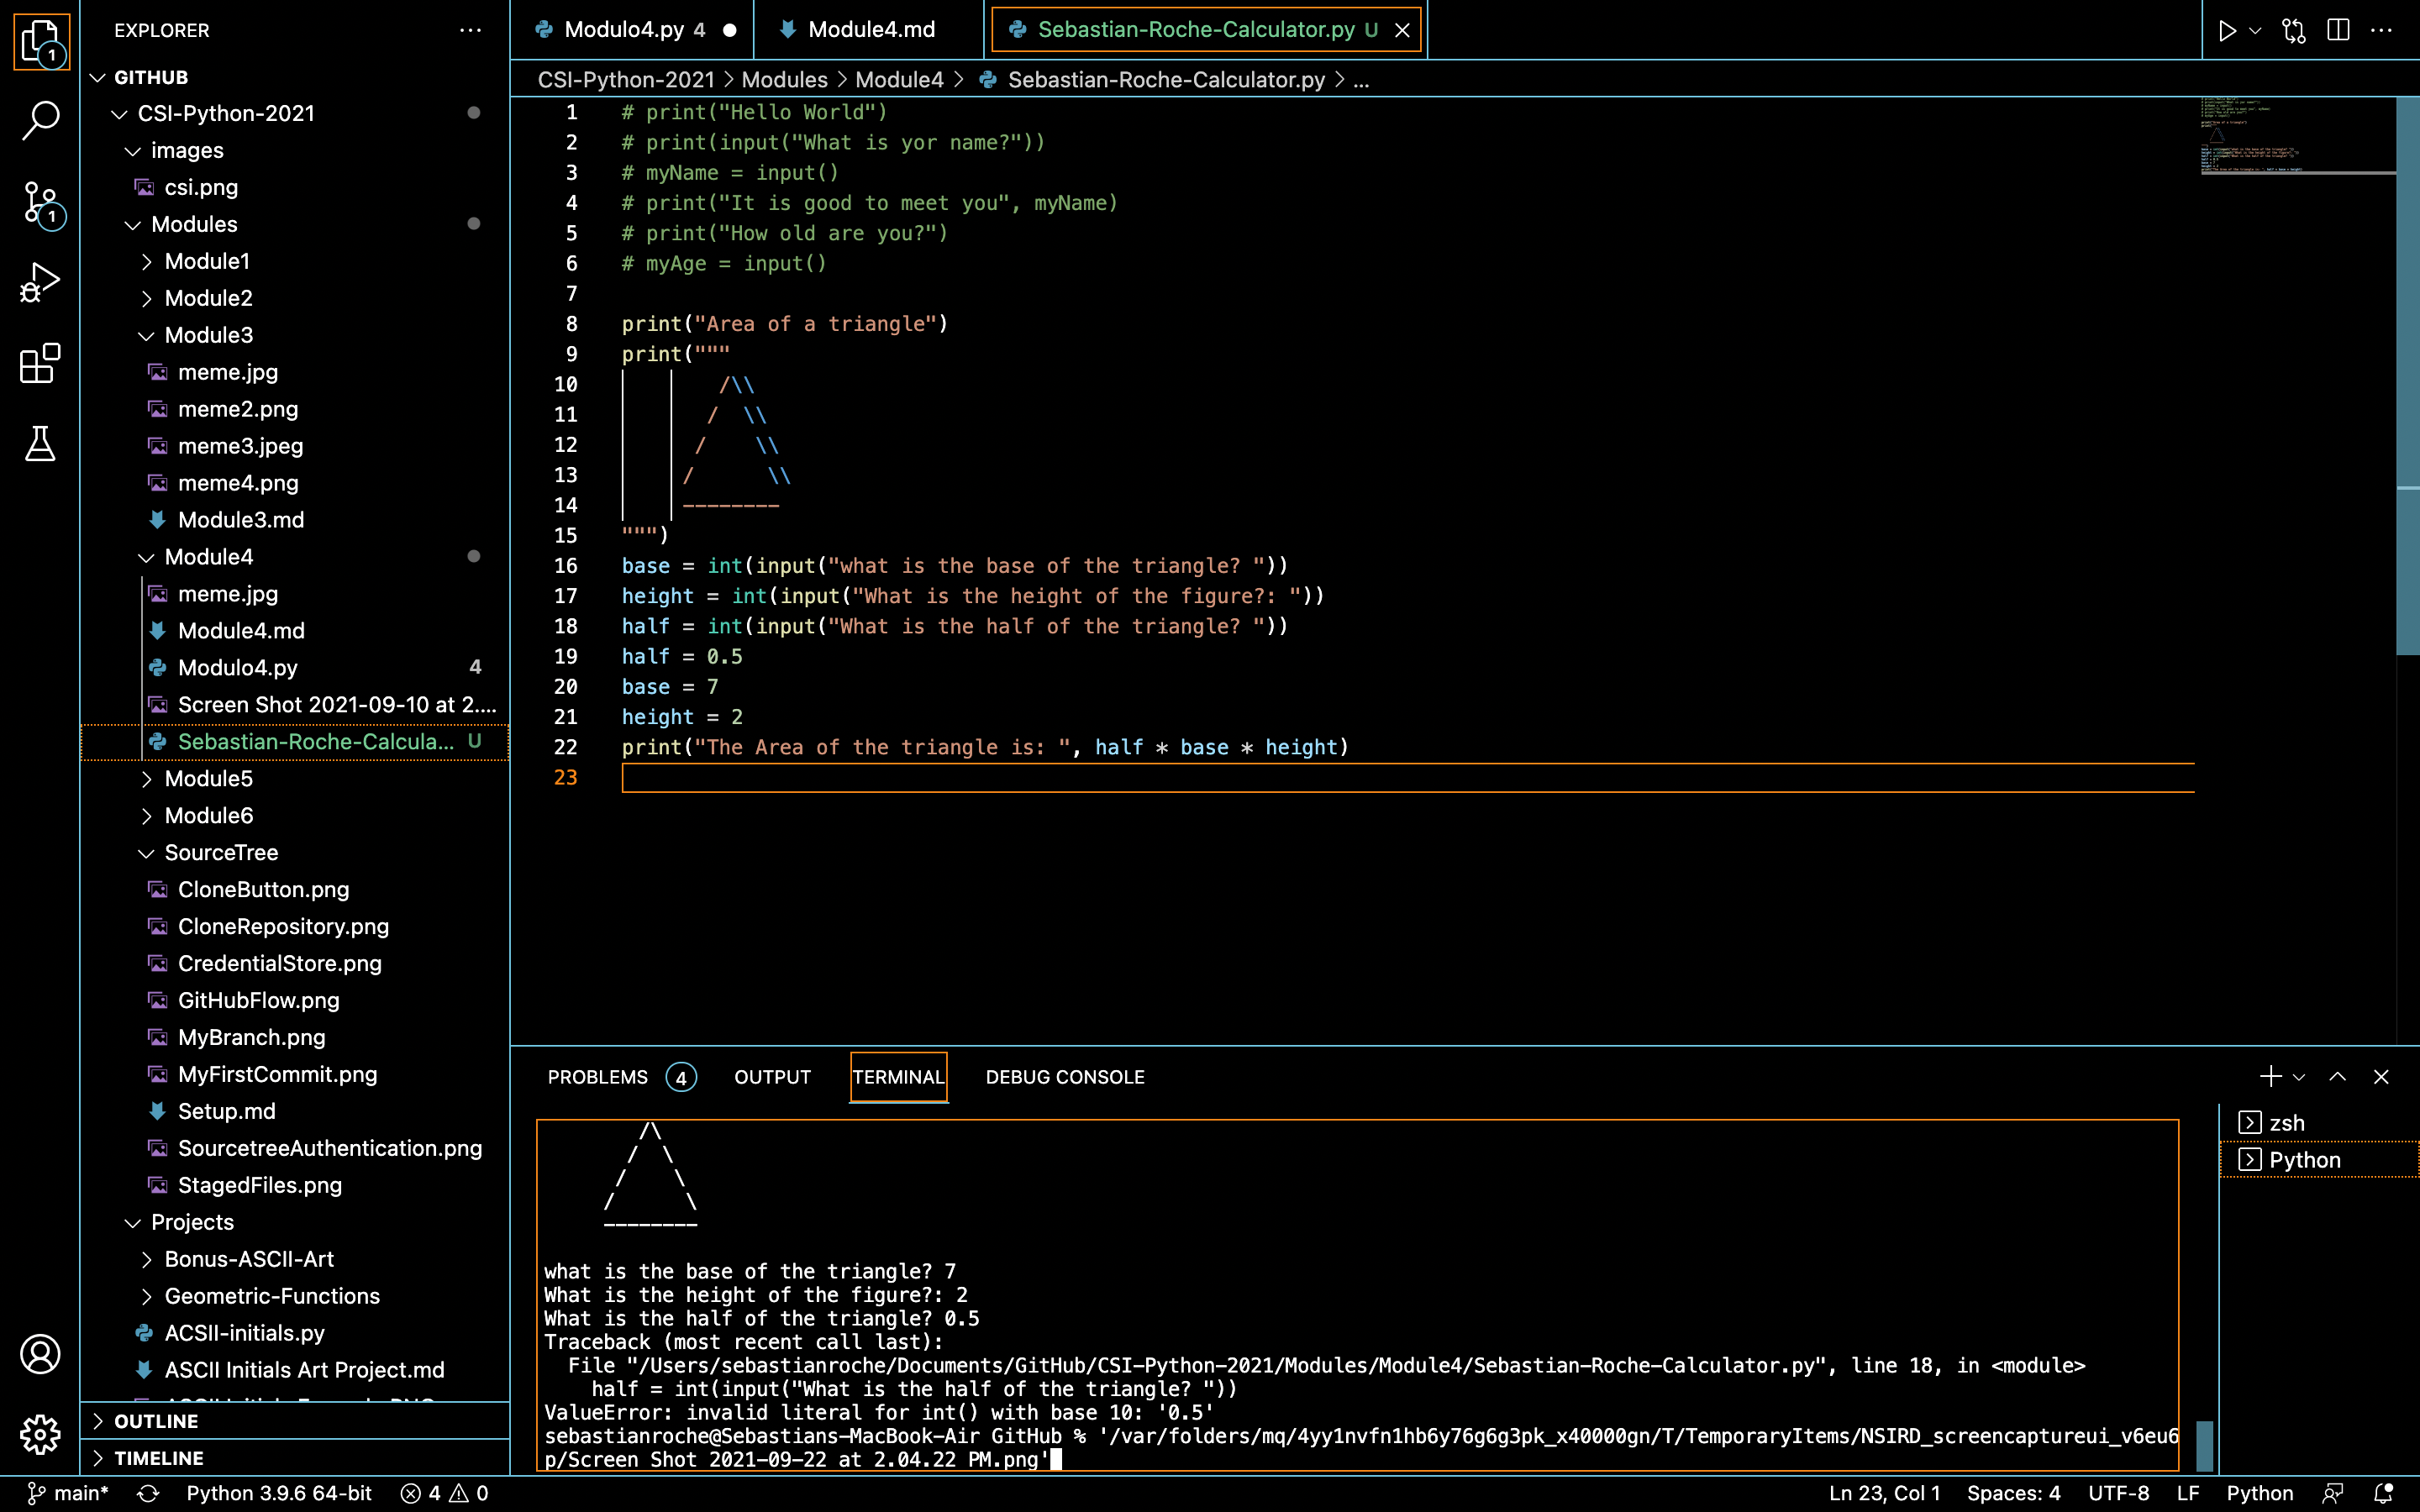 EXPLORER
GITHUB
CSI-Python-2021
images
csi.png
Modules
Module1
Module2
Module3
meme.jpg
meme2.png
meme3.jpeg
meme4.png
Module3.md
Module4
meme.jpg
Module4.md
Modulo4.py 4
Screen Shot 2021-09-10 at 2....
Sebastian-Roche-Calcula... U
Module5
Module6
SourceTree
CloneButton.png
CloneRepository.png
CredentialStore.png
GitHubFlow.png
MyBranch.png
MyFirstCommit.png
Setup.md
SourcetreeAuthentication.png
StagedFiles.png
Projects
Bonus-ASCII-Art
Geometric-Functions
ACSII-initials.py
ASCII Initials Art Project.md
OUTLINE
TIMELINE
1
1
Modulo4.py 4
Module4.md
Sebastian-Roche-Calculator.py U
CSI-Python-2021 > Modules > Module4 > Sebastian-Roche-Calculator.py > ...
1 # print("Hello World")
2 # print(input("What is yor name?"))
3 # myName = input()
4 # print("It is good to meet you", myName)
5 # print("How old are you?")
6 # myAge = input()
7
8 print("Area of a triangle")
9 print("""
10 /\\
11 / \\
12 / \\
13 / \\
14 --------
15 """)
16 base = int(input("what is the base of the triangle? "))
17 height = int(input("What is the height of the figure?: "))
18 half = int(input("What is the half of the triangle? "))
19 half = 0.5
20 base = 7
21 height = 2
22 print("The Area of the triangle is: ", half * base * height)
23
PROBLEMS 4 OUTPUT TERMINAL DEBUG CONSOLE
/\
/ \
/ \
/ \
--------
what is the base of the triangle? 7
What is the height of the figure?: 2
What is the half of the triangle? 0.5
Traceback (most recent call last):
File "/Users/sebastianroche/Documents/GitHub/CSI-Python-2021/Modules/Module4/Sebastian-Roche-Calculator.py", line 18, in <module>
half = int(input("What is the half of the triangle? "))
ValueError: invalid literal for int() with base 10: '0.5'
sebastianroche@Sebastians-MacBook-Air GitHub % '/var/folders/mq/4yy1nvfn1hb6y76g6g3pk_x40000gn/T/TemporaryItems/NSIRD_screencaptureui_v6eu6
p/Screen Shot 2021-09-22 at 2.04.22 PM.png'
zsh
Python
main* Python 3.9.6 64-bit 4 0 Ln 23, Col 1 Spaces: 4 UTF-8 LF Python